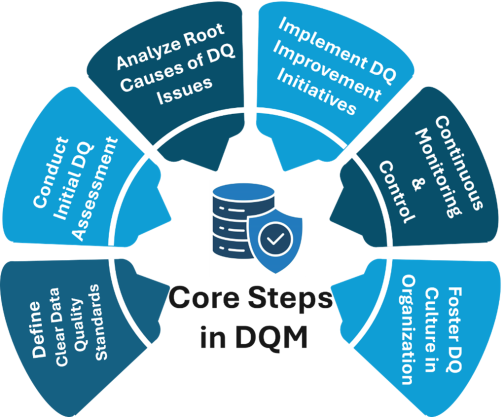 Define
Clear Data
Quality
Standards
Conduct
Initial DQ
Assessment
Analyze Root
Causes of DQ
Issues
Implement DQ
Improvement
Initiatives
Continuous
Monitoring
&
Control
Foster DQ
Culture in
Organization
Core Steps
in DQM